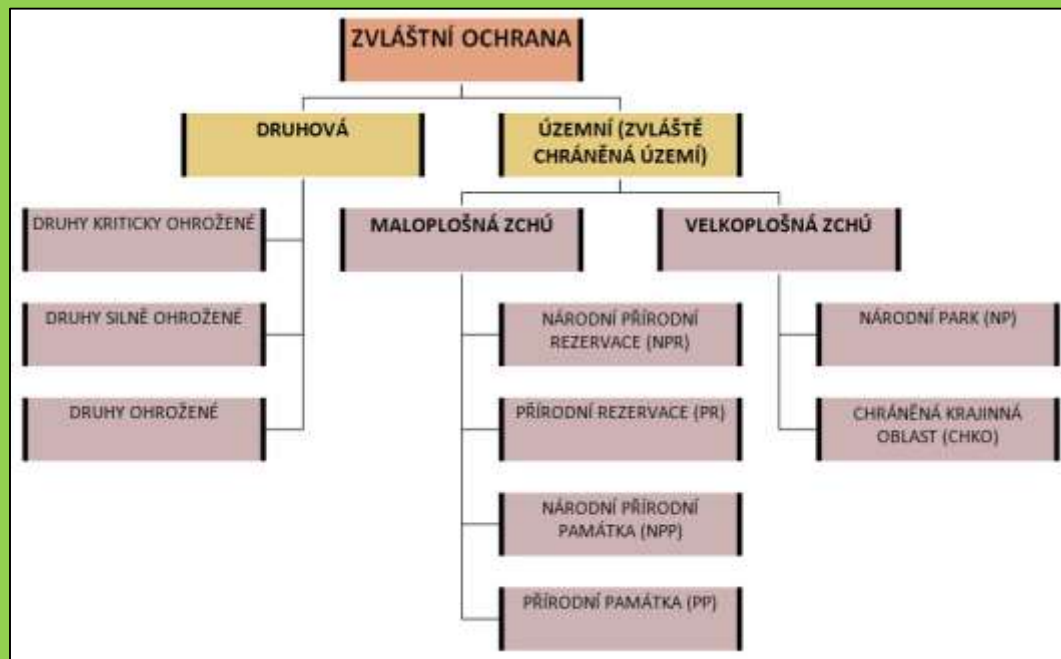 ZVLÁŠTNÍ OCHRANA
DRUHOVÁ
ÚZEMNÍ (ZVLÁŠTĚ
CHRÁNĚNÁ ÚZEMÍ)
DRUHY KRITICKY OHROŽENÉ
DRUHY SILNĚ OHROŽENÉ
DRUHY OHROŽENÉ
MALOPLOŠNÁ ZCHÚ
NÁRODNÍ PŘÍRODNÍ
REZERVACE (NPR)
PŘÍRODNÍ REZERVACE (PR)
NÁRODNÍ PŘÍRODNÍ
PAMÁTKA (NPP)
PŘÍRODNÍ PAMÁTKA (PP)
VELKOPLOŠNÁ ZCHÚ
NÁRODNÍ PARK (NP)
CHRÁNĚNÁ KRAJINNÁ
OBLAST (CHKO)